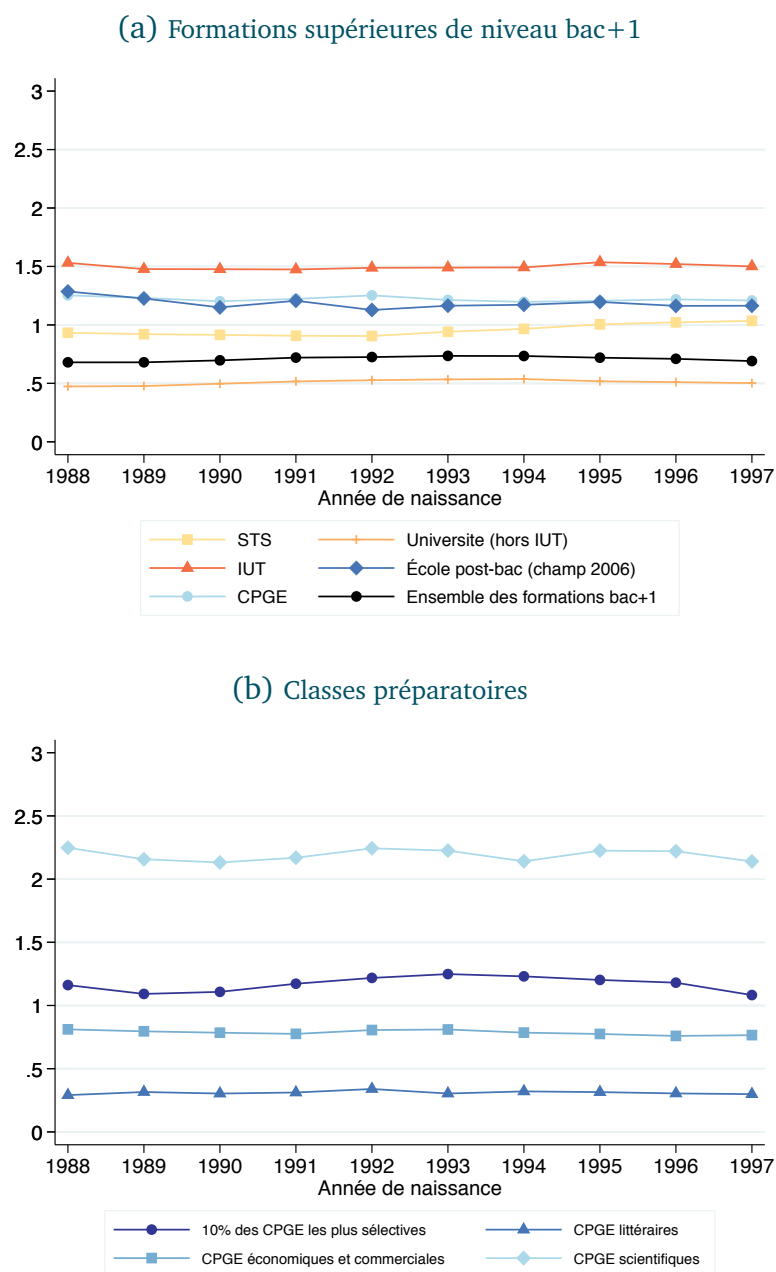 (a) Formations supérieures de niveau bac+1
3
2.5
2
1.5
1
.5
0
1988 1989 1990 1991 1992 1993 1994 1995 1996 1997
Année de naissance
STS Universite (hors IUT)
IUT École post-bac (champ 2006)
CPGE Ensemble des formations bac+1
(b) Classes préparatoires
3
2.5
2
1.5
1
.5
0
1988 1989 1990 1991 1992 1993 1994 1995 1996 1997
Année de naissance
10% des CPGE les plus sélectives CPGE littéraires
CPGE économiques et commerciales CPGE scientifiques